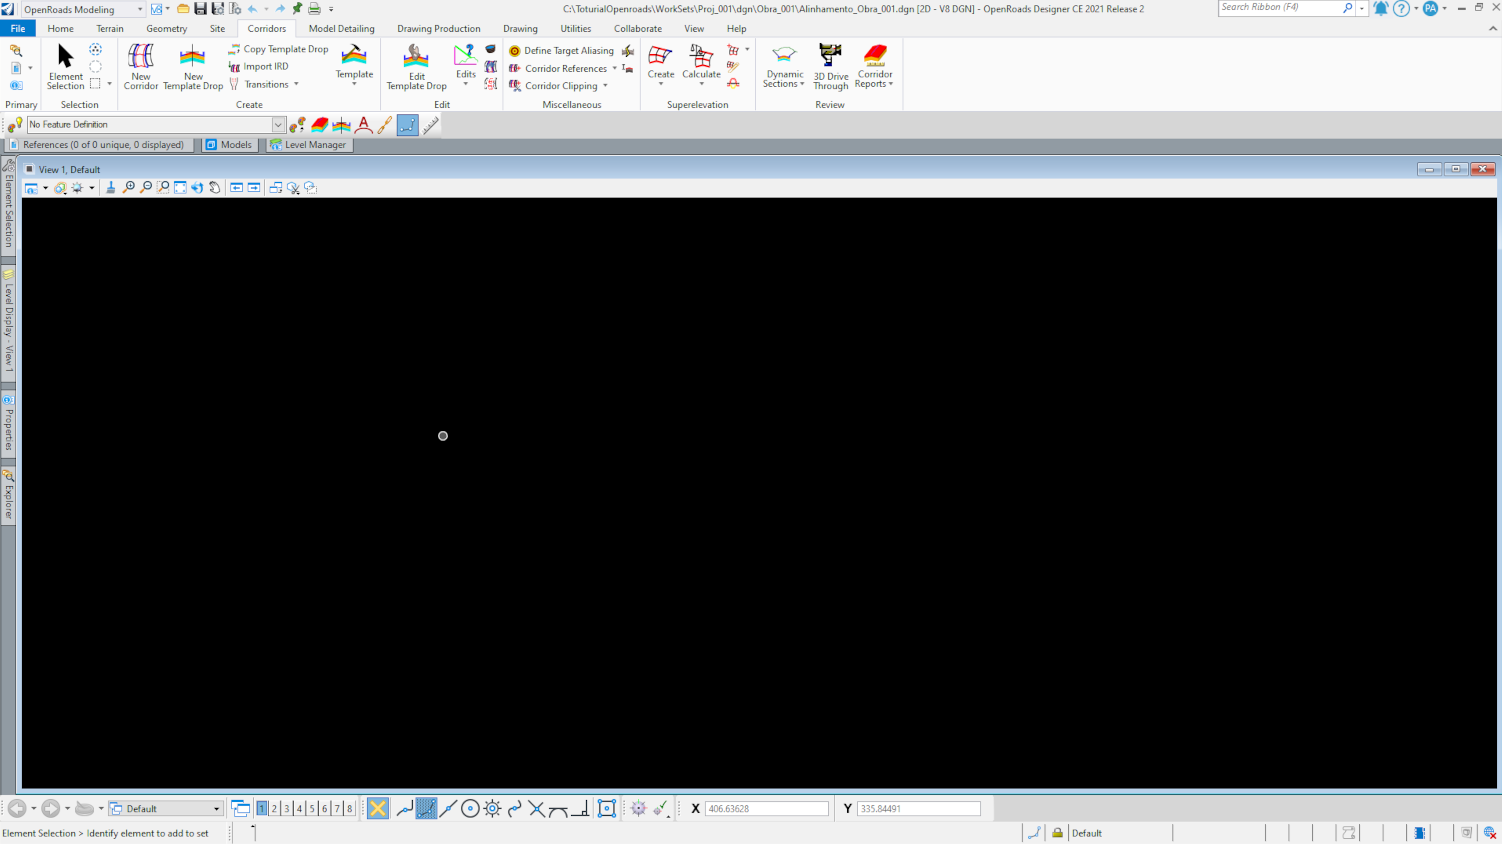 OpenRoads Modeling
C:\ToturialOpenroads\WorkSets\Proj_001\dgn\Obra_001\Alinhamento_Obra_001.dgn [2D - V8 DGN] - OpenRoads Designer CE 2021 Release 2
Search Ribbon (F4)
PA
File Home Terrain Geometry Site Corridors Model Detailing Drawing Production Drawing Utilities Collaborate View Help
Element Selection
New Corridor
New Template Drop
Copy Template Drop
Import IRD
Transitions
Template
Edit Template Drop
Edits
Define Target Aliasing
Corridor References
Corridor Clipping
Create
Calculate
Dynamic Sections
3D Drive Through
Corridor Reports
Primary Selection Create Edit Miscellaneous Superelevation Review
No Feature Definition
References (0 of 0 unique, 0 displayed) Models Level Manager
View 1, Default
Element Selection
Level Display - View 1
Properties
Explorer
Default 1 2 3 4 5 6 7 8 X 406.63628 Y 335.84491
Element Selection > Identify element to add to set Default